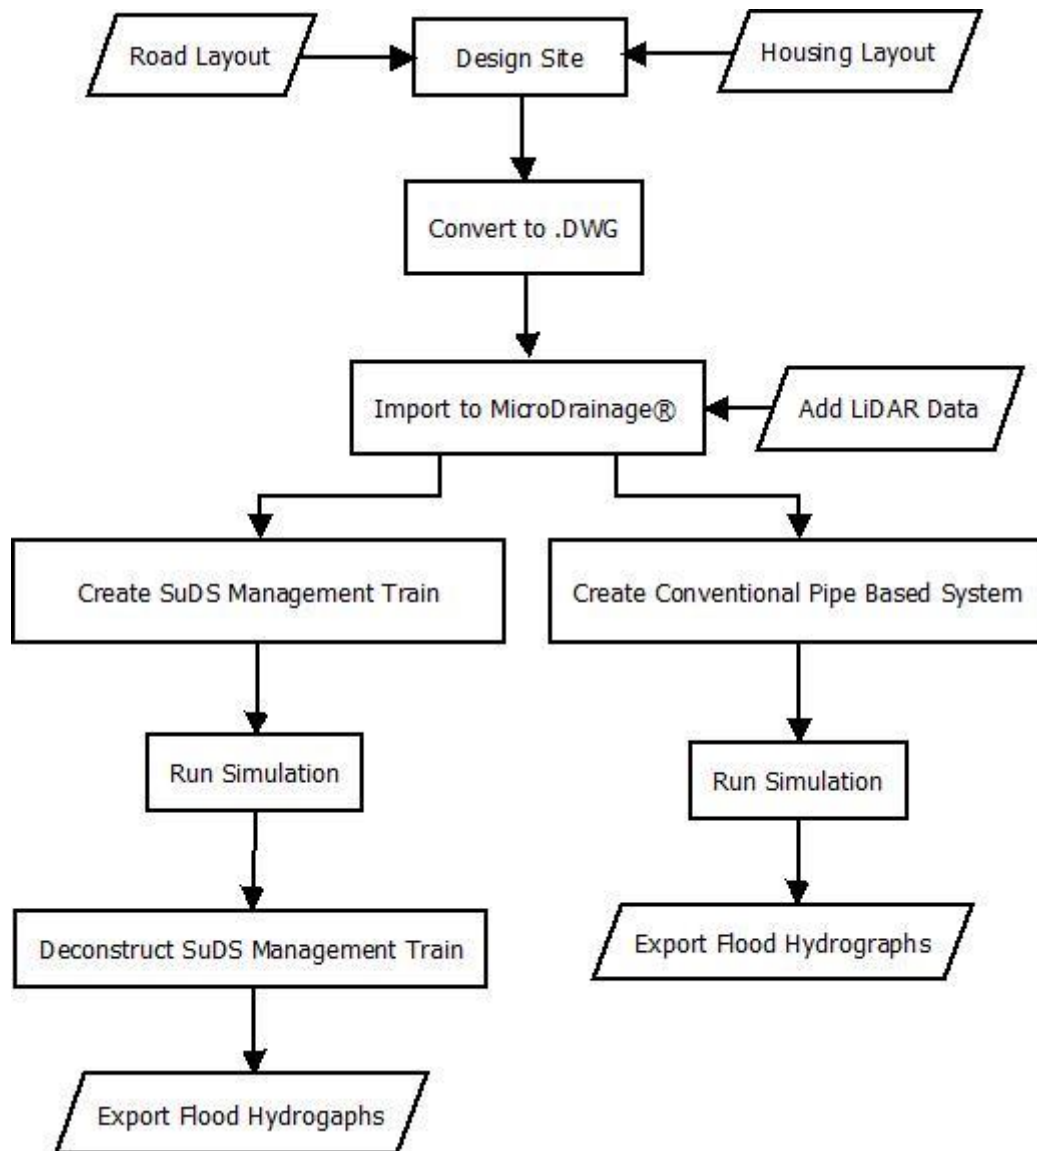 Road Layout
Design Site
Housing Layout
Convert to .DWG
Import to MicroDrainage®
Add LiDAR Data
Create SuDS Management Train
Create Conventional Pipe Based System
Run Simulation
Run Simulation
Deconstruct SuDS Management Train
Export Flood Hydrographs
Export Flood Hydrogaphs